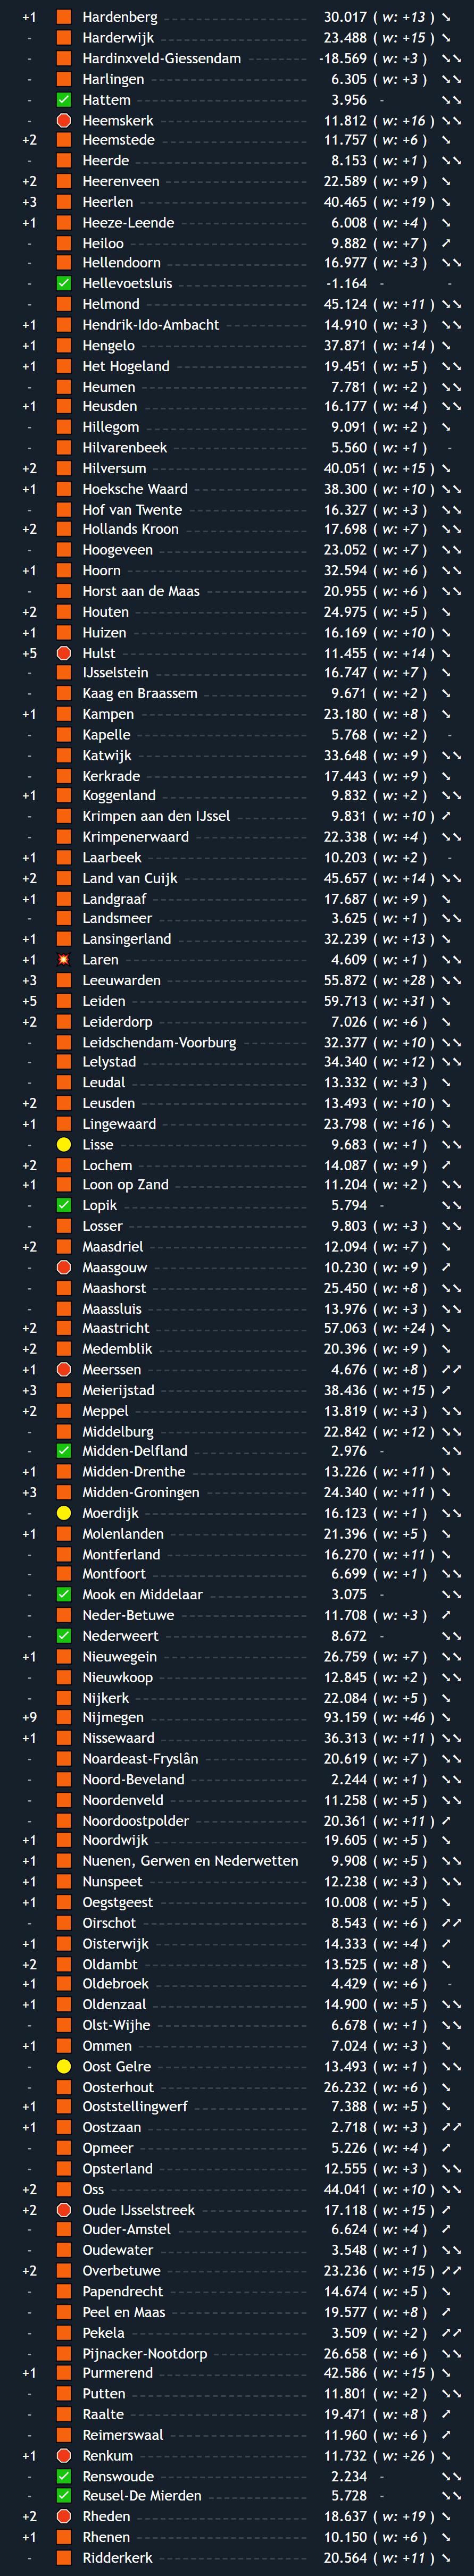 +1 Hardenberg 30.017 ( w: +13 ) ↘
- Harderwijk 23.488 ( w: +15 ) ↘
- Hardinxveld-Giessendam -18.569 ( w: +3 ) ↘↘
- Harlingen 6.305 ( w: +3 ) ↘↘
- Hattem 3.956 - ↘↘
- Heemskerk 11.812 ( w: +16 ) ↘↘
+2 Heemstede 11.757 ( w: +6 ) ↘
- Heerde 8.153 ( w: +1 ) ↘↘
+2 Heerenveen 22.589 ( w: +9 ) ↘
+3 Heerlen 40.465 ( w: +19 ) ↘
+1 Heeze-Leende 6.008 ( w: +4 ) ↘
- Heiloo 9.882 ( w: +7 ) ↗
- Hellendoorn 16.977 ( w: +3 ) ↘↘
- Hellevoetsluis -1.164 - -
- Helmond 45.124 ( w: +11 ) ↘↘
+1 Hendrik-Ido-Ambacht 14.910 ( w: +3 ) ↘↘
+1 Hengelo 37.871 ( w: +14 ) ↘
+1 Het Hogeland 19.451 ( w: +5 ) ↘↘
- Heumen 7.781 ( w: +2 ) ↘↘
+1 Heusden 16.177 ( w: +4 ) ↘↘
- Hillegom 9.091 ( w: +2 ) ↘
- Hilvarenbeek 5.560 ( w: +1 ) -
+2 Hilversum 40.051 ( w: +15 ) ↘
+1 Hoeksche Waard 38.300 ( w: +10 ) ↘↘
- Hof van Twente 16.327 ( w: +3 ) ↘↘
+2 Hollands Kroon 17.698 ( w: +7 ) ↘↘
- Hoogeveen 23.052 ( w: +7 ) ↘↘
+1 Hoorn 32.594 ( w: +6 ) ↘↘
- Horst aan de Maas 20.955 ( w: +6 ) ↘↘
+2 Houten 24.975 ( w: +5 ) ↘
+1 Huizen 16.169 ( w: +10 ) ↘
+5 Hulst 11.455 ( w: +14 ) ↘
- IJsselstein 16.747 ( w: +7 ) ↘
- Kaag en Braassem 9.671 ( w: +2 ) ↘
+1 Kampen 23.180 ( w: +8 ) ↘
- Kapelle 5.768 ( w: +2 ) -
- Katwijk 33.648 ( w: +9 ) ↘↘
- Kerkrade 17.443 ( w: +9 ) ↘
+1 Koggenland 9.832 ( w: +2 ) ↘↘
- Krimpen aan den IJssel 9.831 ( w: +10 ) ↗
- Krimpenerwaard 22.338 ( w: +4 ) ↘↘
+1 Laarbeek 10.203 ( w: +2 ) -
+2 Land van Cuijk 45.657 ( w: +14 ) ↘↘
+1 Landgraaf 17.687 ( w: +9 ) ↘
- Landsmeer 3.625 ( w: +1 ) ↘↘
+1 Lansingerland 32.239 ( w: +13 ) ↘
+1 Laren 4.609 ( w: +1 ) ↘↘
+3 Leeuwarden 55.872 ( w: +28 ) ↘↘
+5 Leiden 59.713 ( w: +31 ) ↘
+2 Leiderdorp 7.026 ( w: +6 ) ↘
- Leidschendam-Voorburg 32.377 ( w: +10 ) ↘↘
- Lelystad 34.340 ( w: +12 ) ↘↘
- Leudal 13.332 ( w: +3 ) ↘
+2 Leusden 13.493 ( w: +10 ) ↘
+1 Lingewaard 23.798 ( w: +16 ) ↘
- Lisse 9.683 ( w: +1 ) ↘↘
+2 Lochem 14.087 ( w: +9 ) ↗
+1 Loon op Zand 11.204 ( w: +2 ) ↘↘
- Lopik 5.794 - ↘↘
- Losser 9.803 ( w: +3 ) ↘↘
+2 Maasdriel 12.094 ( w: +7 ) ↘
- Maasgouw 10.230 ( w: +9 ) ↗
- Maashorst 25.450 ( w: +8 ) ↘↘
- Maassluis 13.976 ( w: +3 ) ↘↘
+2 Maastricht 57.063 ( w: +24 ) ↘
+2 Medemblik 20.396 ( w: +9 ) ↘
+1 Meerssen 4.676 ( w: +8 ) ↗↗
+3 Meierijstad 38.436 ( w: +15 ) ↗
+2 Meppel 13.819 ( w: +3 ) ↘↘
- Middelburg 22.842 ( w: +12 ) ↘↘
- Midden-Delfland 2.976 - ↘↘
+1 Midden-Drenthe 13.226 ( w: +11 ) ↘
+3 Midden-Groningen 24.340 ( w: +11 ) ↘
- Moerdijk 16.123 ( w: +1 ) ↘↘
+1 Molenlanden 21.396 ( w: +5 ) ↘
- Montferland 16.270 ( w: +11 ) ↘
- Montfoort 6.699 ( w: +1 ) ↘↘
- Mook en Middelaar 3.075 - ↘↘
- Neder-Betuwe 11.708 ( w: +3 ) ↗
- Nederweert 8.672 - ↘↘
+1 Nieuwegein 26.759 ( w: +7 ) ↘↘
- Nieuwkoop 12.845 ( w: +2 ) ↘↘
- Nijkerk 22.084 ( w: +5 ) ↘
+9 Nijmegen 93.159 ( w: +46 ) ↘
+1 Nissewaard 36.313 ( w: +11 ) ↘↘
- Noardeast-Fryslân 20.619 ( w: +7 ) ↘↘
- Noord-Beveland 2.244 ( w: +1 ) ↘↘
- Noordenveld 11.258 ( w: +5 ) ↘↘
- Noordoostpolder 20.361 ( w: +11 ) ↗
+1 Noordwijk 19.605 ( w: +5 ) ↘
+1 Nuenen, Gerwen en Nederwetten 9.908 ( w: +5 ) ↘↘
+1 Nunspeet 12.238 ( w: +3 ) ↘↘
+1 Oegstgeest 10.008 ( w: +5 ) ↘
- Oirschot 8.543 ( w: +6 ) ↗↗
+1 Oisterwijk 14.333 ( w: +4 ) ↗
+2 Oldambt 13.525 ( w: +8 ) ↘
+1 Oldebroek 4.429 ( w: +6 ) -
+1 Oldenzaal 14.900 ( w: +5 ) ↘↘
- Olst-Wijhe 6.678 ( w: +1 ) ↘↘
+1 Ommen 7.024 ( w: +3 ) ↘
- Oost Gelre 13.493 ( w: +1 ) ↘↘
- Oosterhout 26.232 ( w: +6 ) ↘
+1 Ooststellingwerf 7.388 ( w: +5 ) ↘
+1 Oostzaan 2.718 ( w: +3 ) ↗↗
- Opmeer 5.226 ( w: +4 ) ↗
- Opsterland 12.555 ( w: +3 ) ↘↘
+2 Oss 44.041 ( w: +10 ) ↘↘
+2 Oude IJsselstreek 17.118 ( w: +15 ) ↗
- Ouder-Amstel 6.624 ( w: +4 ) ↗
- Oudewater 3.548 ( w: +1 ) ↘↘
+2 Overbetuwe 23.236 ( w: +15 ) ↗↗
- Papendrecht 14.674 ( w: +5 ) ↘
- Peel en Maas 19.577 ( w: +8 ) ↗
- Pekela 3.509 ( w: +2 ) ↗↗
- Pijnacker-Nootdorp 26.658 ( w: +6 ) ↘↘
+1 Purmerend 42.586 ( w: +15 ) ↘
- Putten 11.801 ( w: +2 ) ↘↘
- Raalte 19.471 ( w: +8 ) ↗
- Reimerswaal 11.960 ( w: +6 ) ↗
+1 Renkum 11.732 ( w: +26 ) ↘
- Renswoude 2.234 - ↘↘
- Reusel-De Mierden 5.728 - ↘↘
+2 Rheden 18.637 ( w: +19 ) ↘
+1 Rhenen 10.150 ( w: +6 ) ↘
- Ridderkerk 20.564 ( w: +11 ) ↘